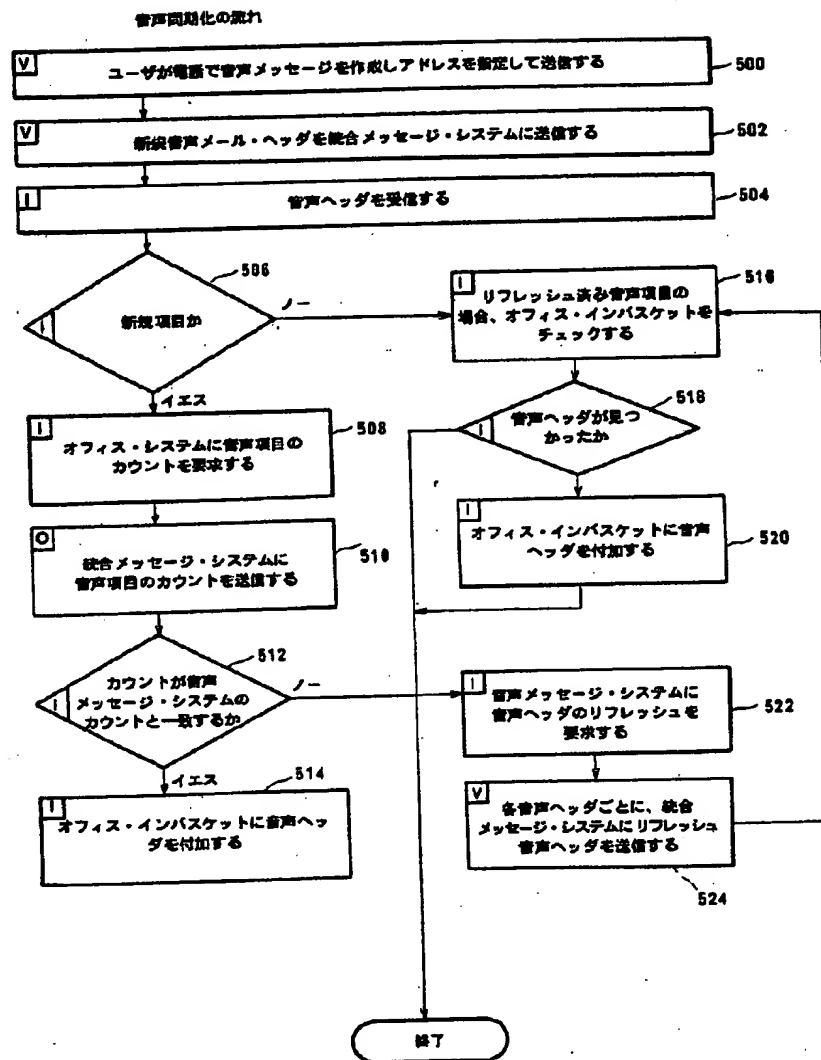 音声同期化の流れ
V
ユーザが電話で音声メッセージを作成しアドレスを指定して送信する
500
V
新規音声メール・ヘッダを統合メッセージ・システムに送信する
502
I
音声ヘッダを受信する
504
506
I
新規項目か
ノー
イエス
I
オフィス・システムに音声項目の
カウントを要求する
508
O
統合メッセージ・システムに
音声項目のカウントを送信する
510
512
カウントが音声
I
メッセージ・システムの
カウントと一致するか
ノー
イエス
514
I
オフィス・インバスケットに音声ヘッ
ダを付加する
516
I
リフレッシュ済み音声項目の
場合、オフィス・インバスケットを
チェックする
518
I
音声ヘッダが見つ
かったか
I
オフィス・インバスケットに音声
ヘッダを付加する
520
I
音声メッセージ・システムに
音声ヘッダのリフレッシュを
要求する
522
V
各音声ヘッダごとに、統合
メッセージ・システムにリフレッシュ
音声ヘッダを送信する
524
終了